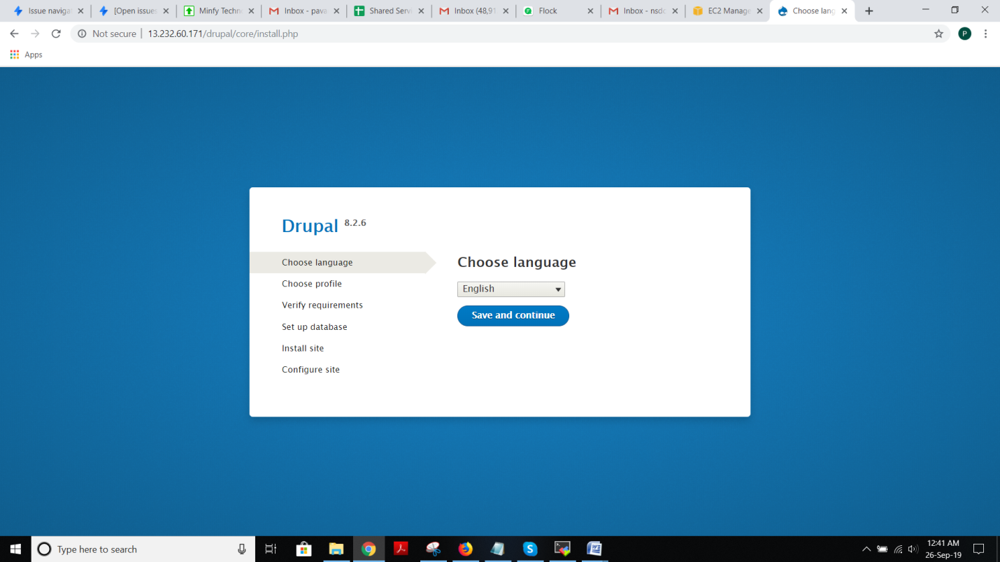 Issue naviga
[Open issues
Minfy Techn
Inbox - pava
Shared Servi
Inbox (48,91
Flock
Inbox - nsdc
EC2 Manage
Choose lang
Not secure
13.232.60.171/drupal/core/install.php
P
Apps
Drupal 8.2.6
Choose language
Choose profile
Verify requirements
Set up database
Install site
Configure site
Choose language
English
Save and continue
Type here to search
12:41 AM
26-Sep-19